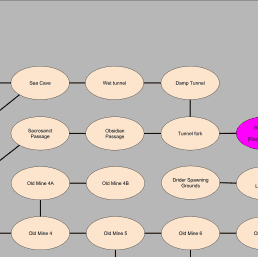 Sea Cave
Wet tunnel
Damp Tunnel
Sacrosanct
Passage
Obsidian
Passage
Tunnel fork
Old Mine 4A
Old Mine 4B
Drider Spawning
Grounds
Old Mine 4
Old Mine 5
Old Mine 6